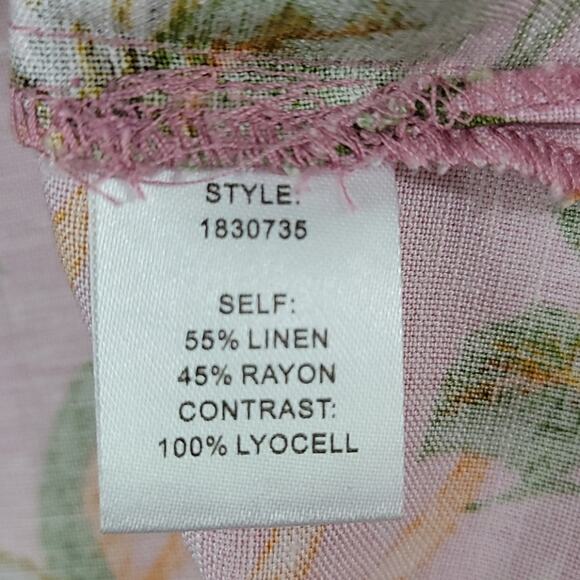 STYLE:
1830735
SELF:
55% LINEN
45% RAYON
CONTRAST:
100% LYOCELL